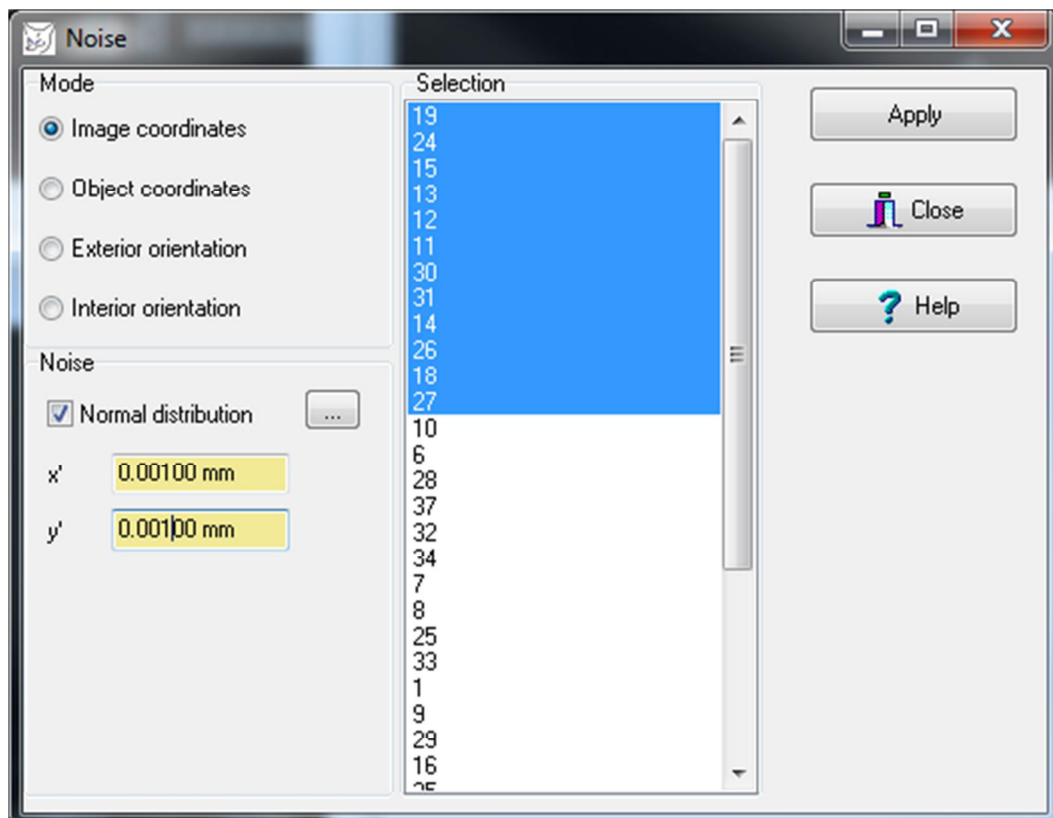 Noise
Mode
Image coordinates
Object coordinates
Exterior orientation
Interior orientation
Noise
Normal distribution
...
x'
0.00100 mm
y'
0.00100 mm
Selection
19
24
15
13
12
11
30
31
14
26
18
27
10
6
28
37
32
34
7
8
25
33
1
9
29
16
Apply
Close
? Help